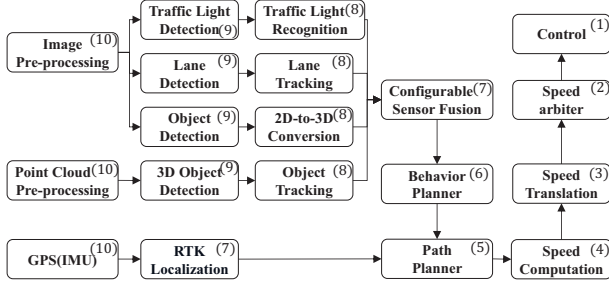 Traffic Light Detection (9)
Traffic Light Recognition (8)
Image Pre-processing (10)
Lane Detection (9)
Lane Tracking (8)
Object Detection (9)
2D-to-3D Conversion (8)
Point Cloud Pre-processing (10)
3D Object Detection (9)
Object Tracking (8)
GPS(IMU) (10)
RTK Localization (7)
Configurable Sensor Fusion (7)
Behavior Planner (6)
Path Planner (5)
Speed Computation (4)
Speed Translation (3)
Speed arbiter (2)
Control (1)